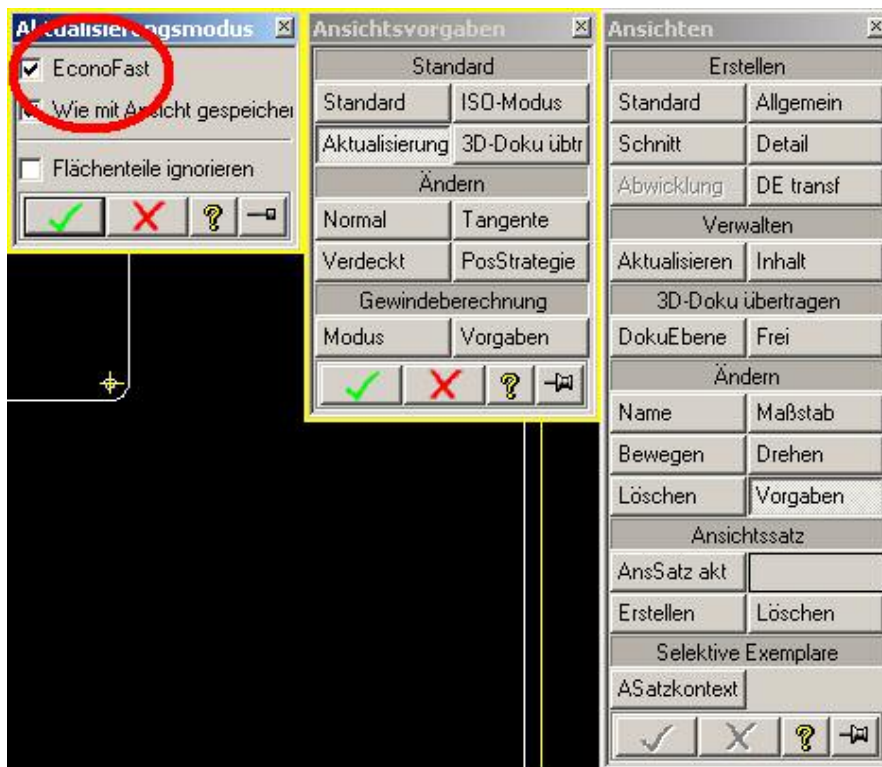 Aktualisierungsmodus
EconoFast
Wie mit Ansicht gespeicher
Flächenteile ignorieren
Ansichtsvorgaben
Standard
Standard ISO-Modus
Aktualisierung 3D-Doku übtr
Ändern
Normal Tangente
Verdeckt PosStrategie
Gewindeberechnung
Modus Vorgaben
Ansichten
Erstellen
Standard Allgemein
Schnitt Detail
Abwicklung DE transf
Verwalten
Aktualisieren Inhalt
3D-Doku übertragen
DokuEbene Frei
Ändern
Name Maßstab
Bewegen Drehen
Löschen Vorgaben
Ansichtssatz
AnsSatz akt
Erstellen Löschen
Selektive Exemplare
ASatzkontext